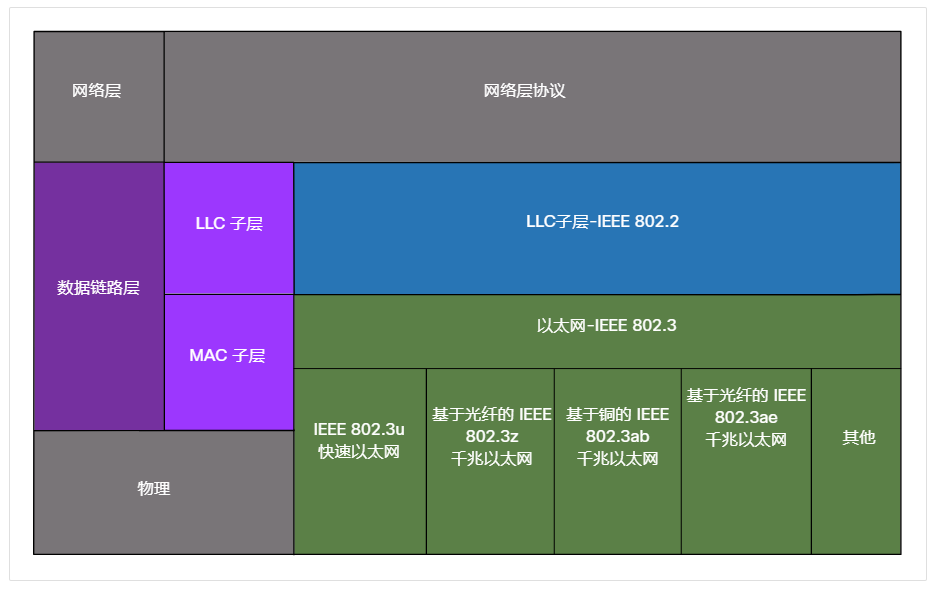 网络层
网络层协议
数据链路层
LLC 子层
LLC子层-IEEE 802.2
MAC 子层
以太网-IEEE 802.3
IEEE 802.3u
快速以太网
基于光纤的 IEEE
802.3z
千兆以太网
基于铜的 IEEE
802.3ab
千兆以太网
基于光纤的 IEEE
802.3ae
千兆以太网
其他
物理